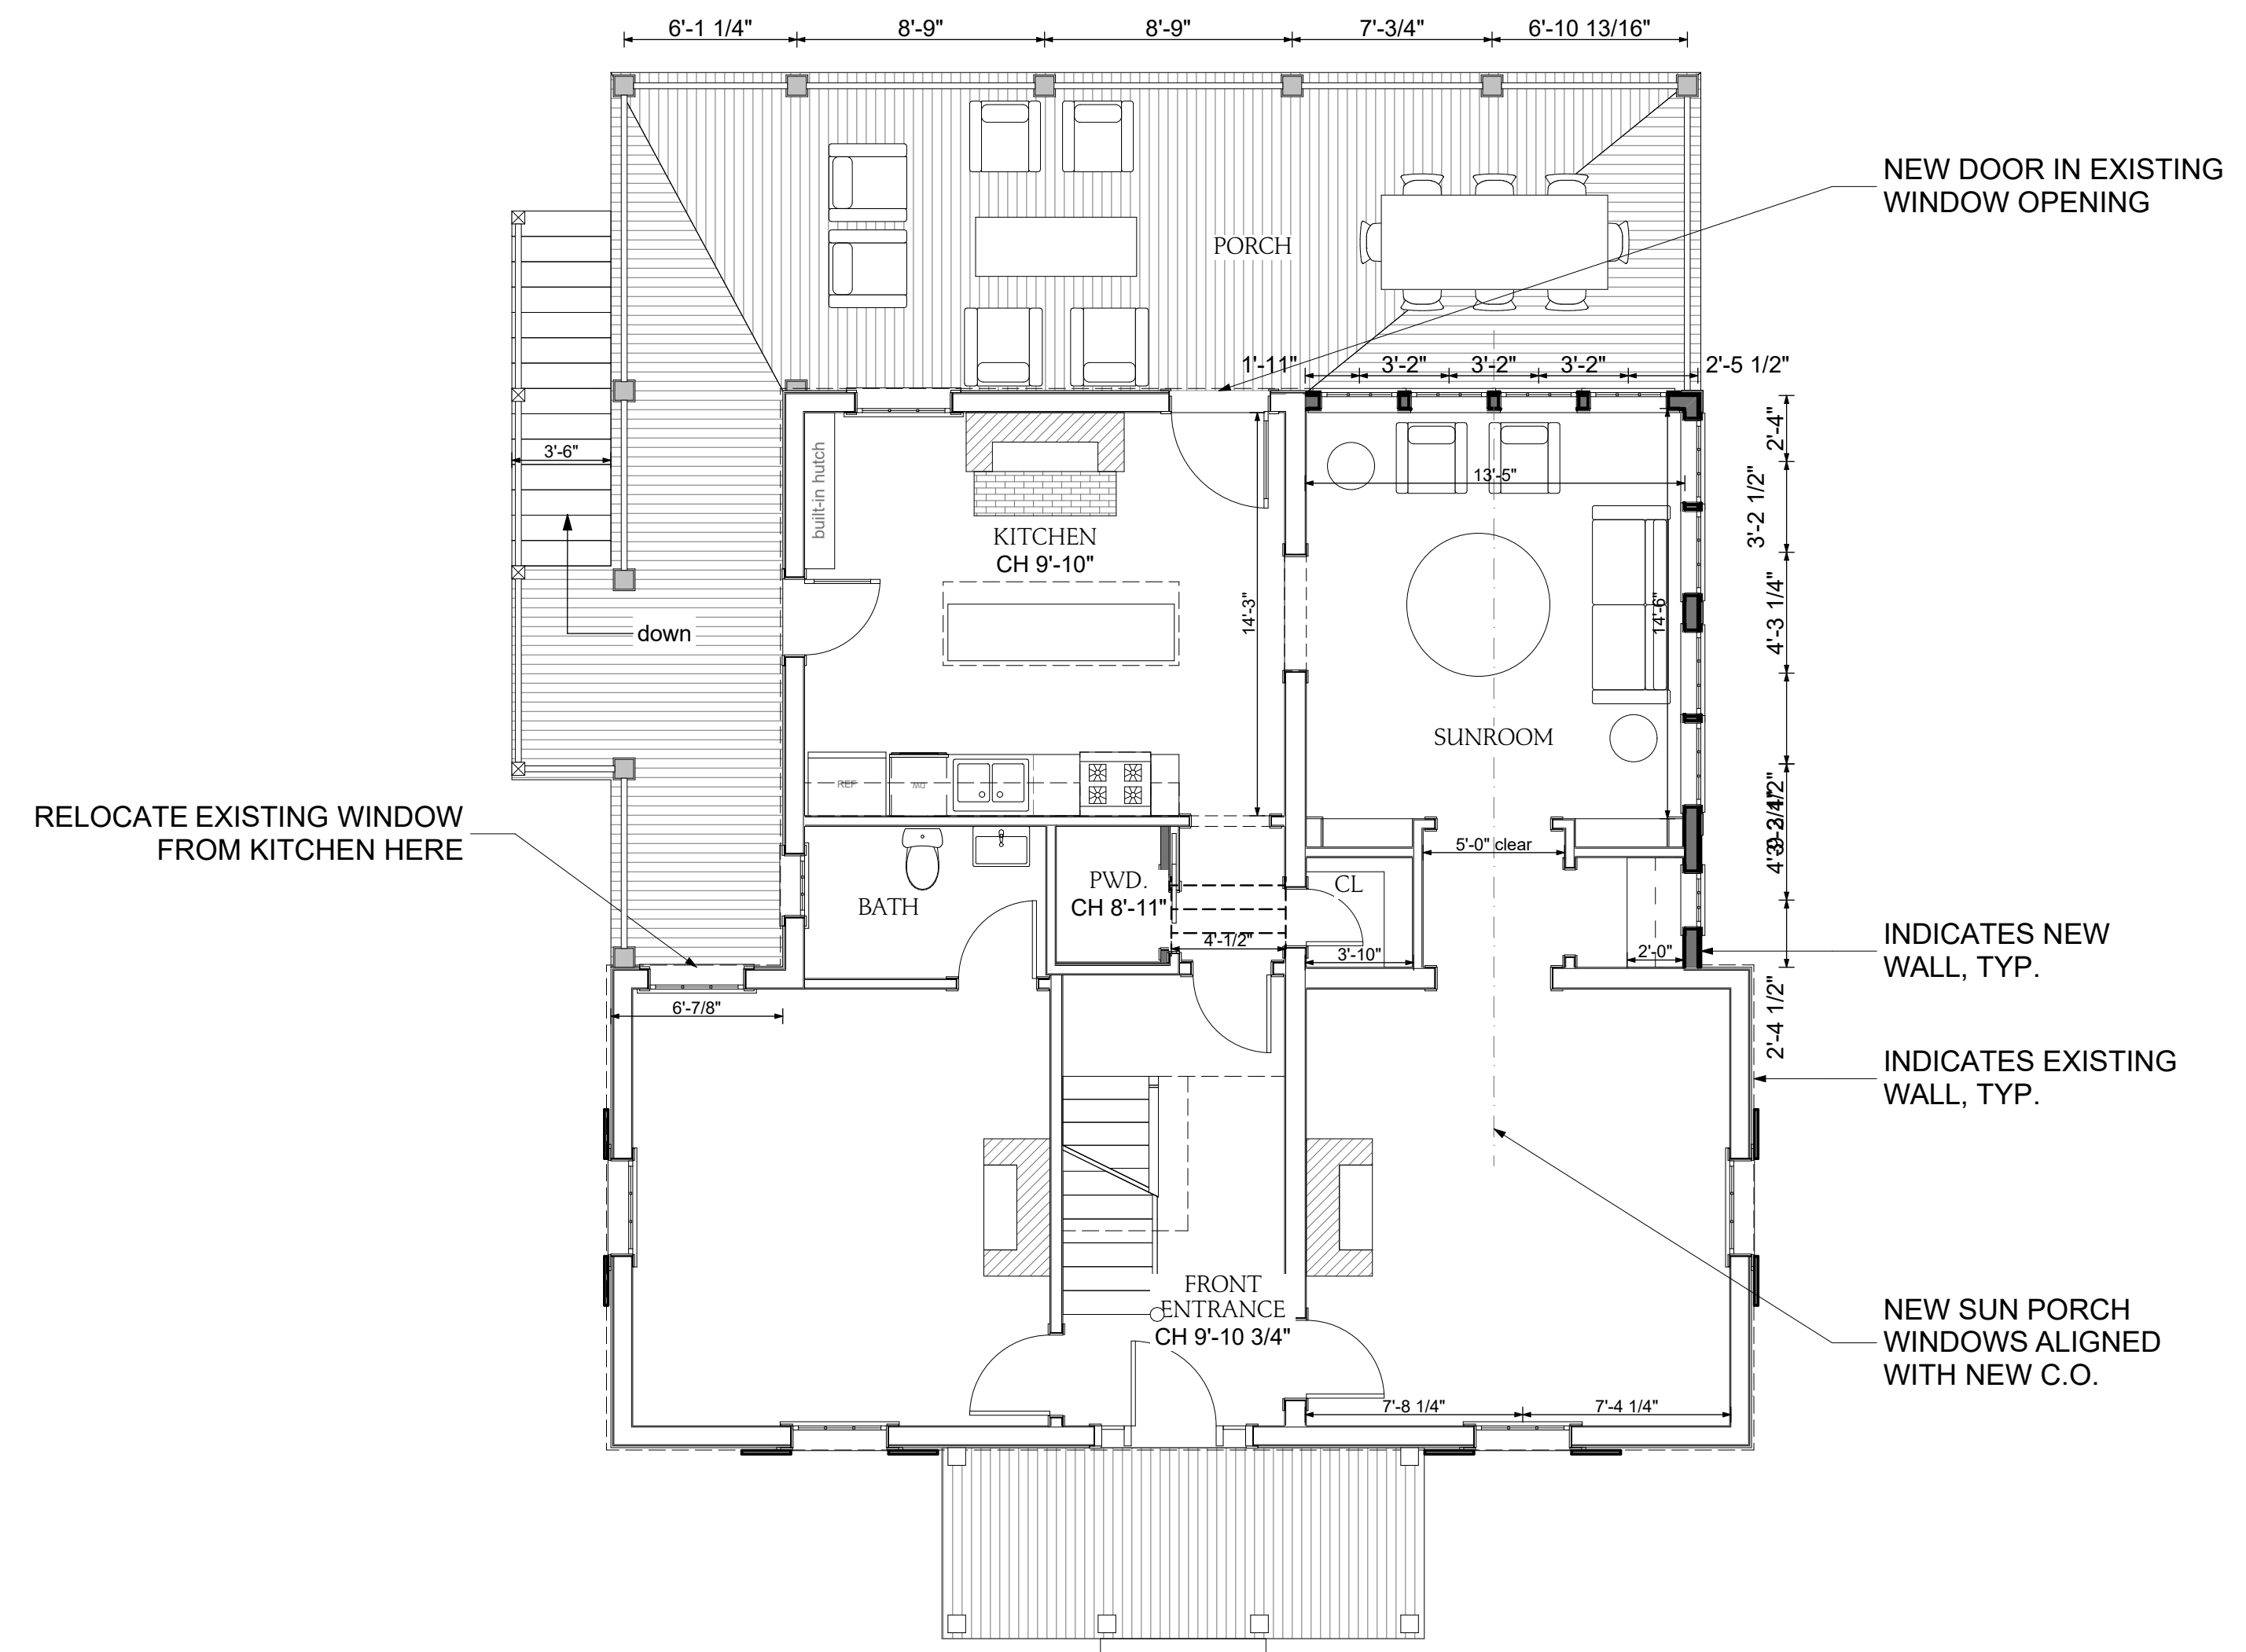 6'-1 1/4" 8'-9" 8'-9" 7'-3/4" 6'-10 13/16"
NEW DOOR IN EXISTING
WINDOW OPENING
PORCH
1'-11" 3'-2" 3'-2" 3'-2" 2'-5 1/2"
2'-4"
3'-6"
built-in hutch
13'-5"
3'-2 1/2"
KITCHEN
CH 9'-10"
14'-3"
14'-6"
4'-3 1/4"
down
SUNROOM
REF
DW
RELOCATE EXISTING WINDOW
FROM KITCHEN HERE
5'-0" clear
PWD.
CH 8'-11"
CL
BATH
4'-1/2"
3'-10"
2'-0"
INDICATES NEW
WALL, TYP.
6'-7/8"
2'-4 1/2"
INDICATES EXISTING
WALL, TYP.
FRONT
ENTRANCE
CH 9'-10 3/4"
NEW SUN PORCH
WINDOWS ALIGNED
WITH NEW C.O.
7'-8 1/4" 7'-4 1/4"